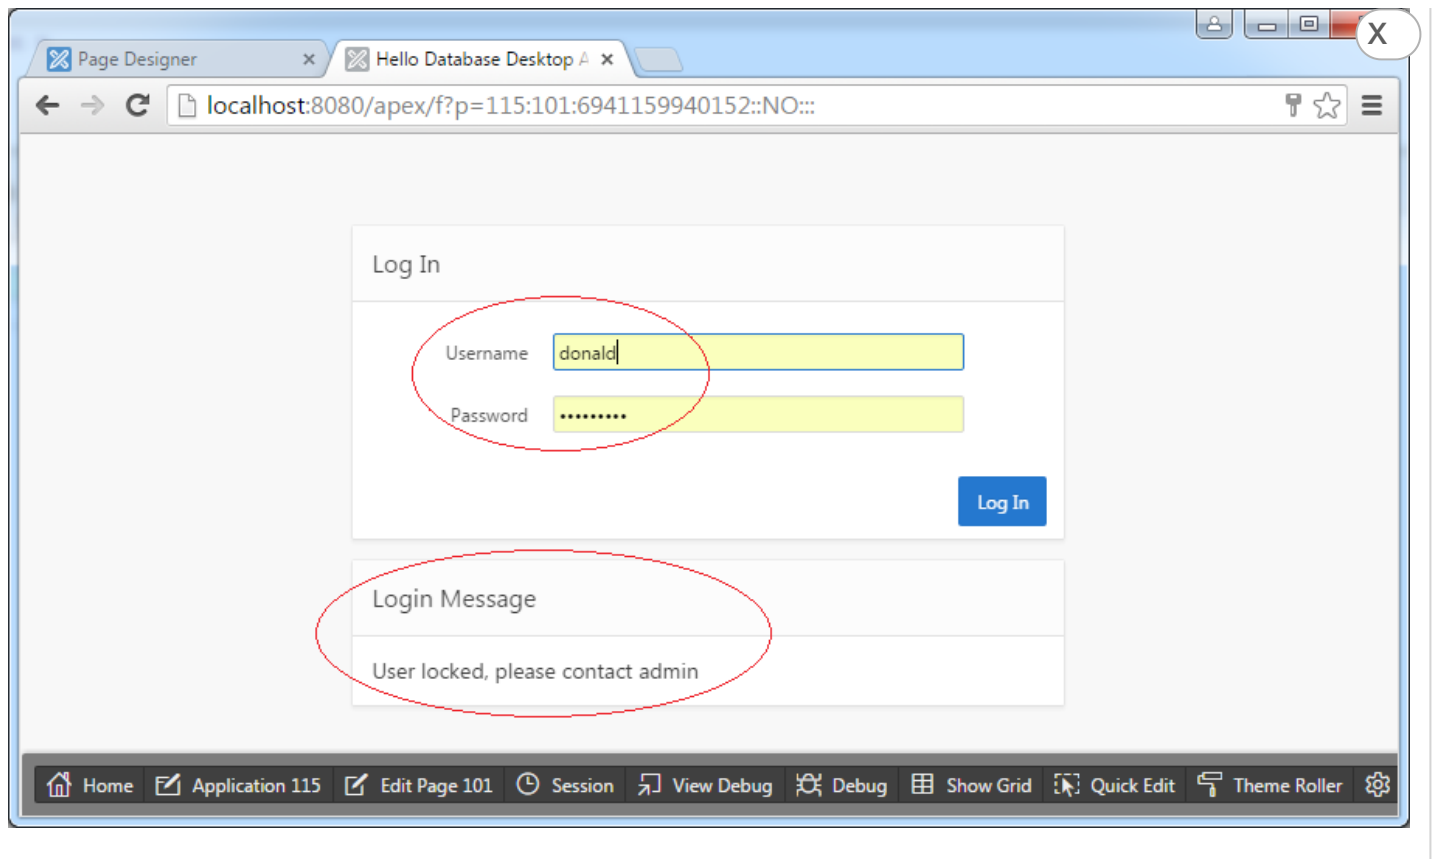 Page Designer
Hello Database Desktop A
X
localhost:8080/apex/f?p=115:101:6941159940152::NO:::
Log In
Username donald
Password •••••••••
Log In
Login Message
User locked, please contact admin
Home Application 115 Edit Page 101 Session View Debug Debug Show Grid Quick Edit Theme Roller